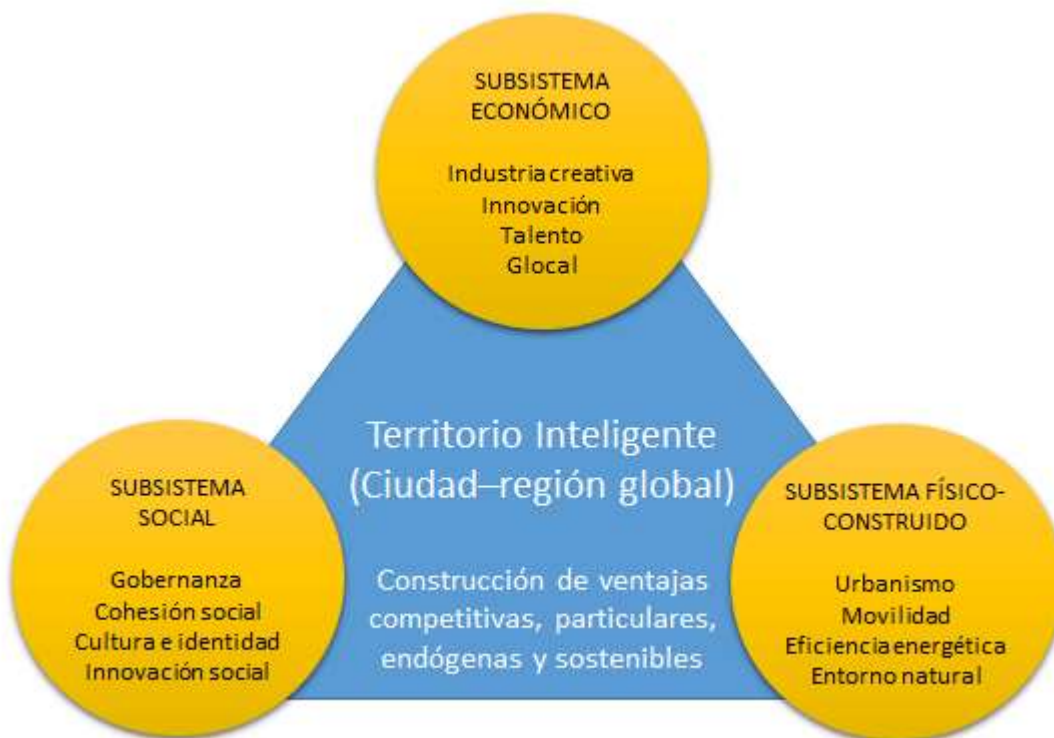 SUBSISTEMA
ECONÓMICO
Industria creativa
Innovación
Talento
Glocal
Territorio Inteligente
(Ciudad–región global)
Construcción de ventajas
competitivas, particulares,
endógenas y sostenibles
SUBSISTEMA
SOCIAL
Gobernanza
Cohesión social
Cultura e identidad
Innovación social
SUBSISTEMA FÍSICO-
CONSTRUIDO
Urbanismo
Movilidad
Eficiencia energética
Entorno natural